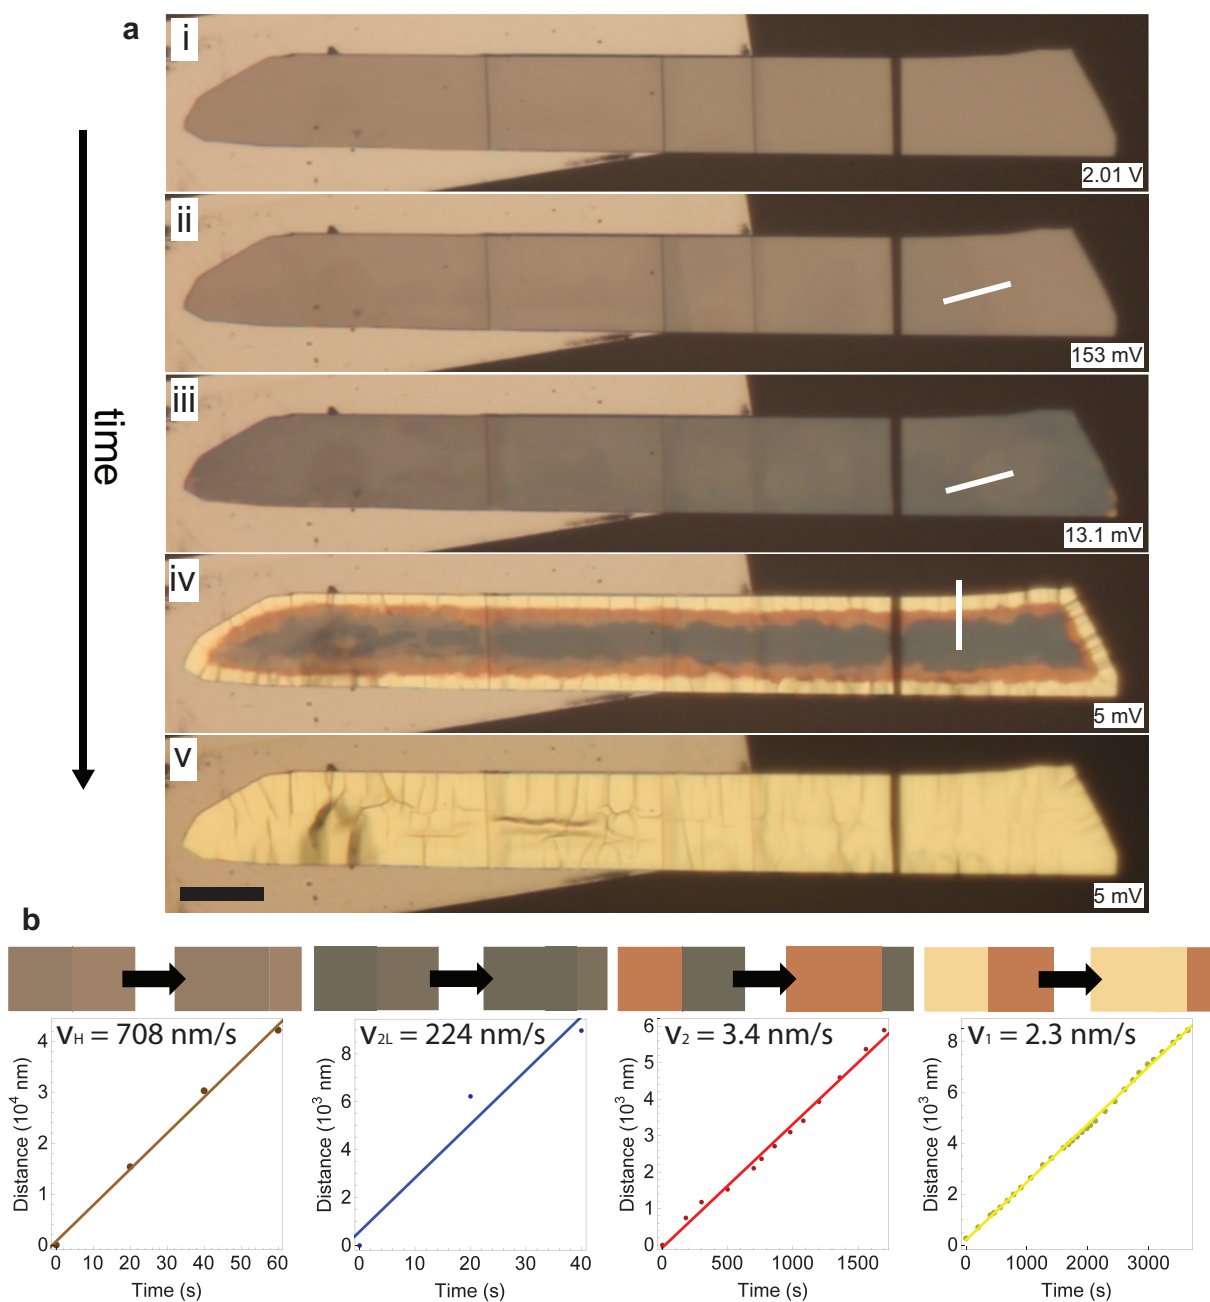 a
i
2.01 V
ii
153 mV
iii
13.1 mV
time
iv
5 mV
v
5 mV
b
vH = 708 nm/s
v2L = 224 nm/s
v2 = 3.4 nm/s
v1 = 2.3 nm/s
Distance (10⁴ nm)
4
3
2
1
0
0 10 20 30 40 50 60
Time (s)
Distance (10³ nm)
8
6
4
2
0
0 10 20 30 40
Time (s)
Distance (10³ nm)
6
5
4
3
2
1
0
0 500 1000 1500
Time (s)
Distance (10³ nm)
8
6
4
2
0
0 1000 2000 3000
Time (s)